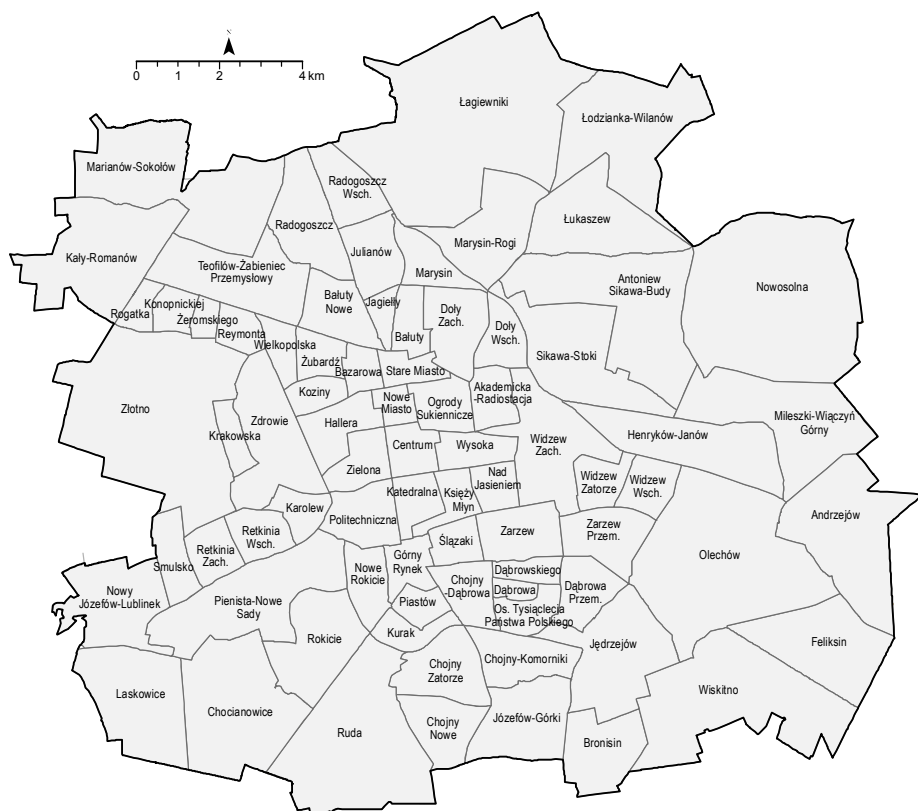 N
0 1 2 4 km
Łagiewniki
Łodzianka-Wilanów
Marianów-Sokołów
Radogoszcz
Wsch.
Łukaszew
Radogoszcz
Marysin-Rogi
Julianów
Kały-Romanów
Teofilów-Żabieniec
Przemysłowy
Marysin
Antoniew
Sikawa-Budy
Nowosolna
Rogatka
Konopnickiej
Żeromskiego
Reymonta
Bałuty
Nowe
Jagiełły
Bałuty
Doły
Zach.
Doły
Wsch.
Wielkopolska
Żubardź
Bazarowa
Stare Miasto
Sikawa-Stoki
Złotno
Zdrowie
Koziny
Nowe
Miasto
Ogrody
Sukiennicze
Akademicka
-Radiostacja
Krakowska
Hallera
Centrum
Wysoka
Widzew
Zach.
Henryków-Janów
Mileszki-Wiączyń
Górny
Zielona
Katedralna
Księży
Młyn
Nad
Jasieniem
Widzew
Zatorze
Widzew
Wsch.
Karolew
Politechniczna
Andrzejów
Retkinia
Zach.
Retkinia
Wsch.
Ślązaki
Zarzew
Zarzew
Przem.
Olechów
Smulsko
Nowy
Józefów-Lublinek
Pienista-Nowe
Sady
Nowe
Rokicie
Górny
Rynek
Chojny
-Dąbrowa
Dąbrowskiego
Dąbrowa
Dąbrowa
Przem.
Piastów
Os. Tysiąclecia
Państwa Polskiego
Kurak
Rokicie
Jędrzejów
Feliksin
Chojny
Zatorze
Chojny-Komorniki
Laskowice
Chocianowice
Wiskitno
Ruda
Chojny
Nowe
Józefów-Górki
Bronisin